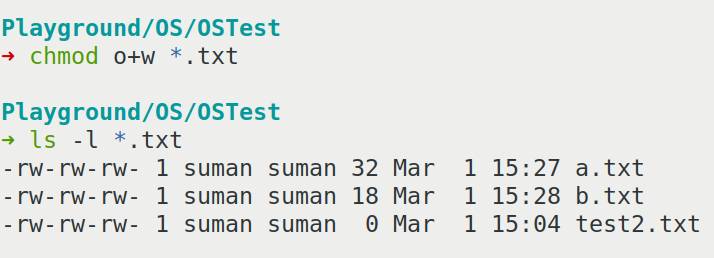 Playground/OS/OSTest
➜ chmod o+w *.txt
Playground/OS/OSTest
➜ ls -l *.txt
-rw-rw-rw- 1 suman suman 32 Mar  1 15:27 a.txt
-rw-rw-rw- 1 suman suman 18 Mar  1 15:28 b.txt
-rw-rw-rw- 1 suman suman  0 Mar  1 15:04 test2.txt